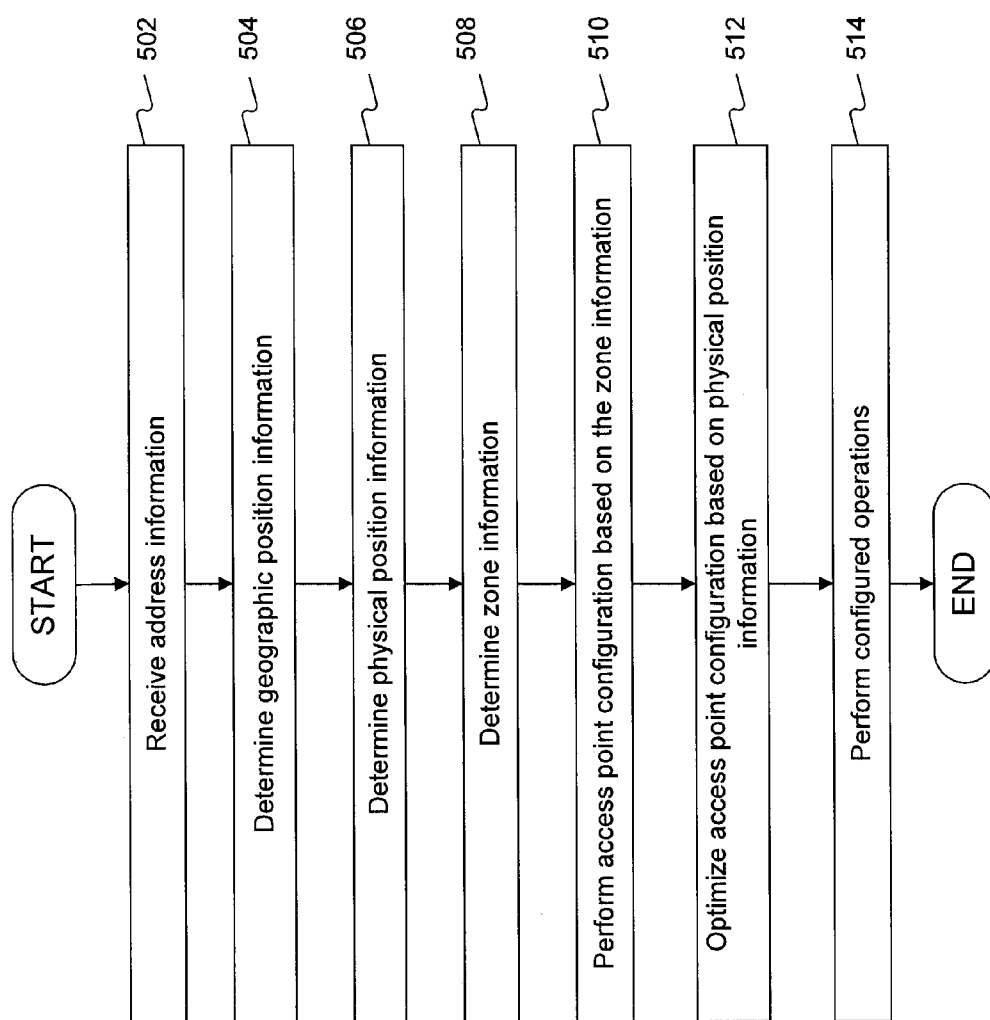 START
Receive address information
502
Determine geographic position information
504
Determine physical position information
506
Determine zone information
508
Perform access point configuration based on the zone information
510
Optimize access point configuration based on physical position
information
512
Perform configured operations
514
END